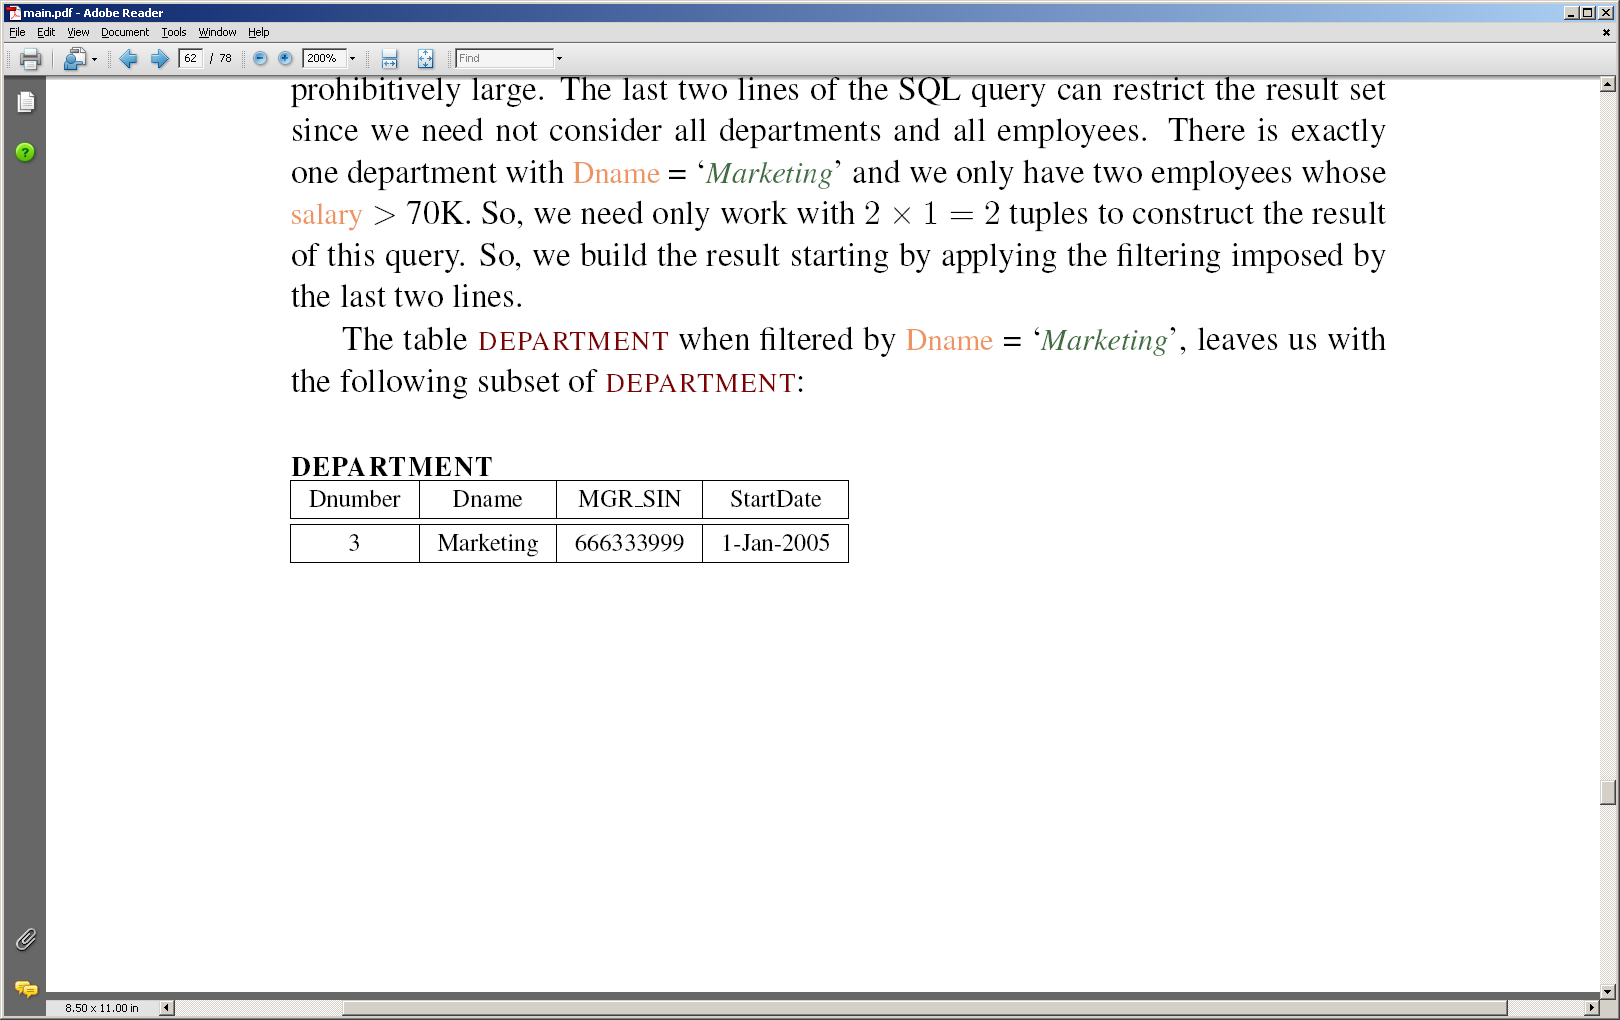 main.pdf - Adobe Reader
File Edit View Document Tools Window Help
62 / 78 200% Find
prohibitively large. The last two lines of the SQL query can restrict the result set
since we need not consider all departments and all employees. There is exactly
one department with Dname = ‘Marketing’ and we only have two employees whose
salary > 70K. So, we need only work with 2 × 1 = 2 tuples to construct the result
of this query. So, we build the result starting by applying the filtering imposed by
the last two lines.
The table DEPARTMENT when filtered by Dname = ‘Marketing’, leaves us with
the following subset of DEPARTMENT:
DEPARTMENT
Dnumber Dname MGR_SIN StartDate
3 Marketing 666333999 1-Jan-2005
8.50 x 11.00 in